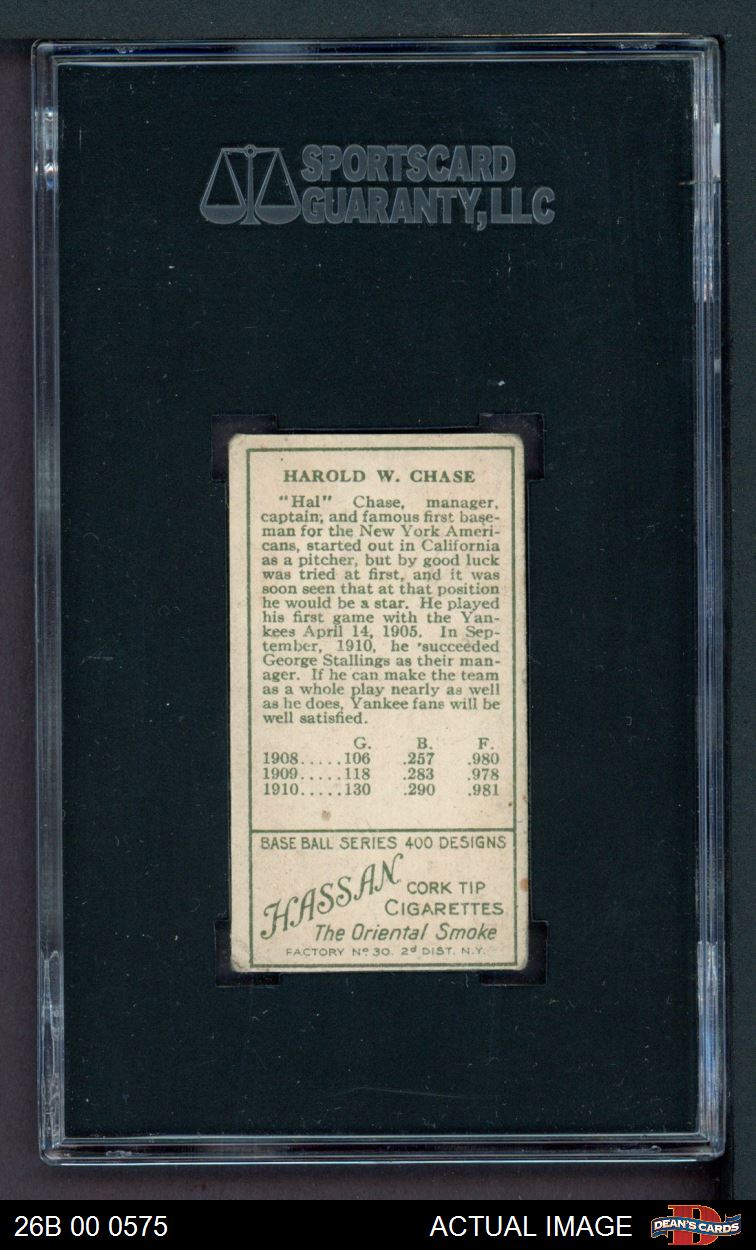 SPORTSCARD
GUARANTY, LLC
HAROLD W. CHASE
"Hal" Chase, manager,
captain, and famous first base-
man for the New York Ameri-
cans, started out in California
as a pitcher, but by good luck
was tried at first, and it was
soon seen that at that position
he would be a star. He played
his first game with the Yan-
kees April 14, 1905. In Sep-
tember, 1910, he succeeded
George Stallings as their man-
ager. If he can make the team
as a whole play nearly as well
as he does, Yankee fans will be
well satisfied.
G. B. F.
1908.....106 .257 .980
1909.....118 .283 .978
1910.....130 .290 .981
BASE BALL SERIES 400 DESIGNS
HASSAN CORK TIP
CIGARETTES
The Oriental Smoke
FACTORY Nº 30. 2d DIST. N.Y.
26B 00 0575 ACTUAL IMAGE DEAN'S CARDS